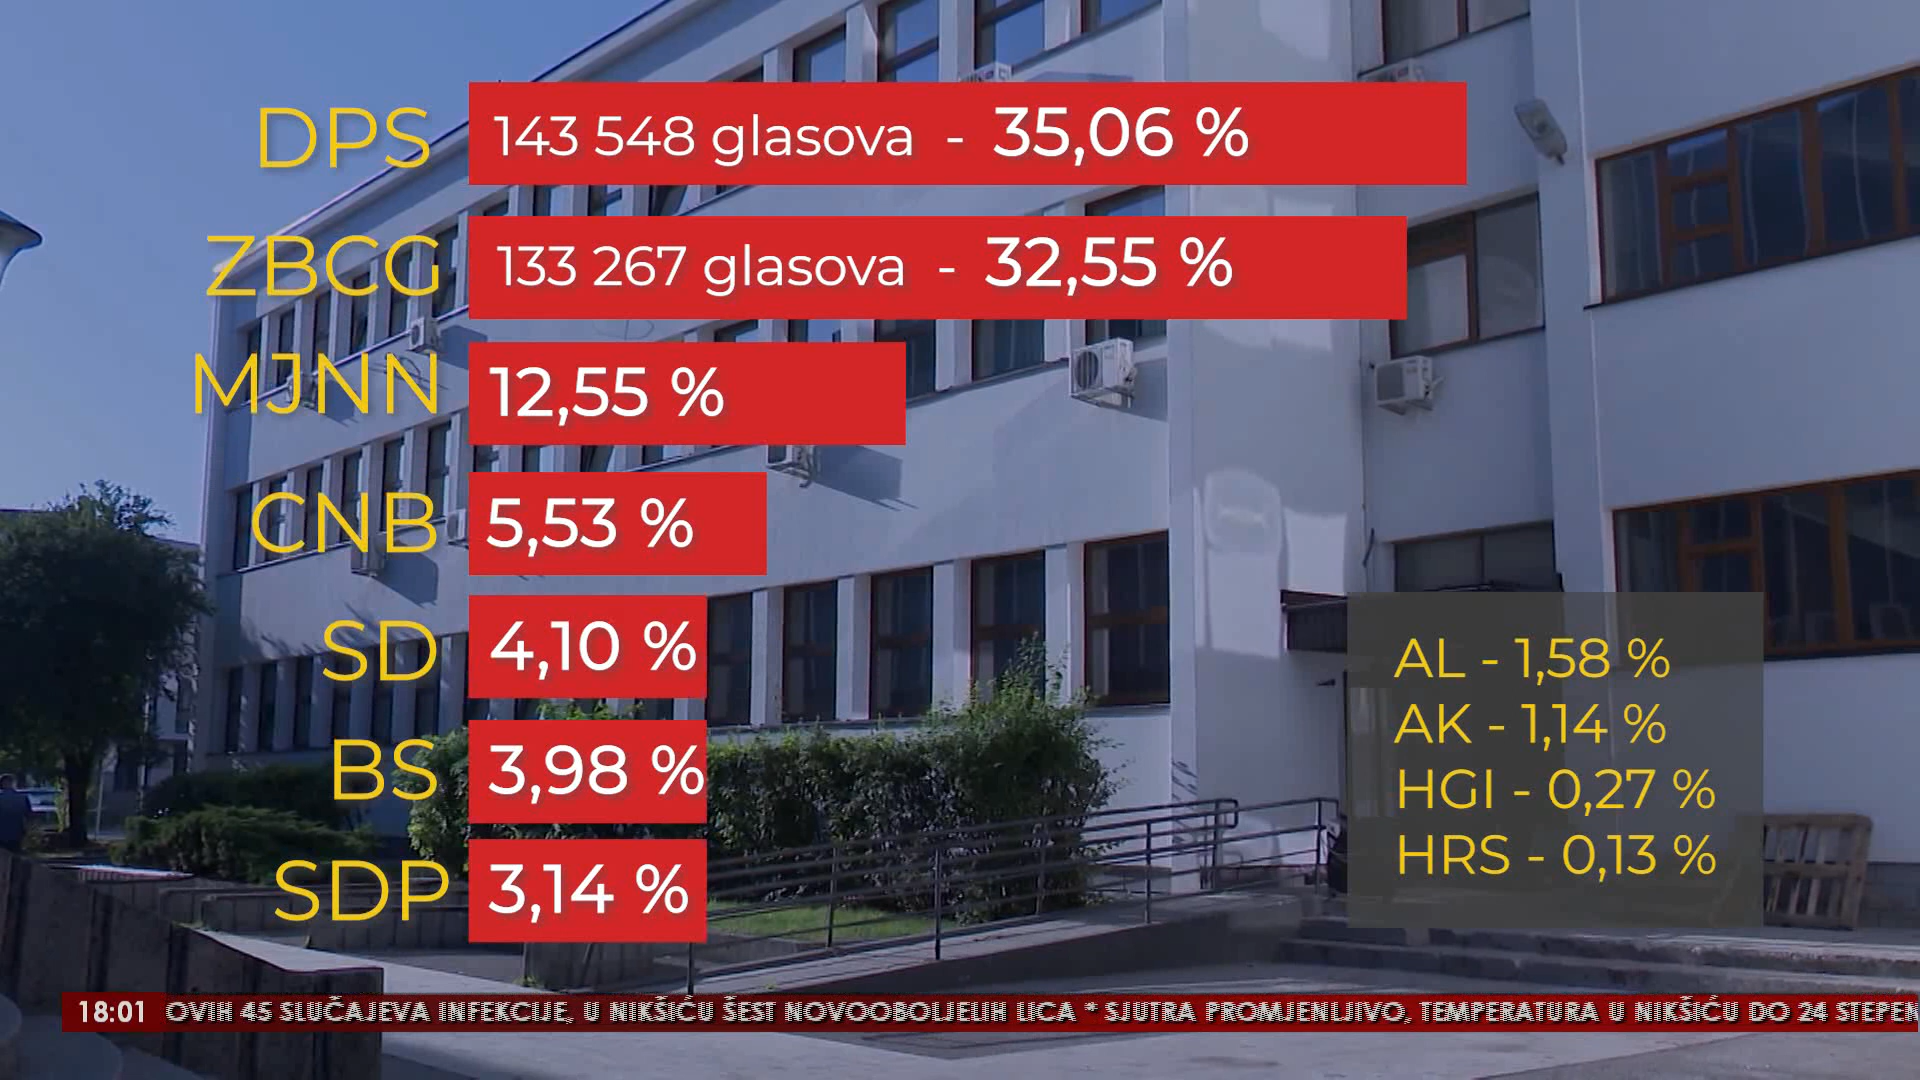 DPS 143 548 glasova - 35,06 %
ZBCG 133 267 glasova - 32,55 %
MJNN 12,55 %
CNB 5,53 %
SD 4,10 %
BS 3,98 %
SDP 3,14 %
AL - 1,58 %
AK - 1,14 %
HGI - 0,27 %
HRS - 0,13 %
18:01 OVIH 45 SLUČAJEVA INFEKCIJE, U NIKŠIĆU ŠEST NOVOOBOLJELIH LICA * SJUTRA PROMJENLJIVO, TEMPERATURA U NIKŠIĆU DO 24 STEPEN